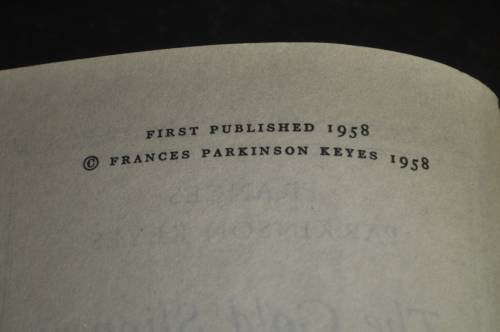 FIRST PUBLISHED 1958
© FRANCES PARKINSON KEYES 1958